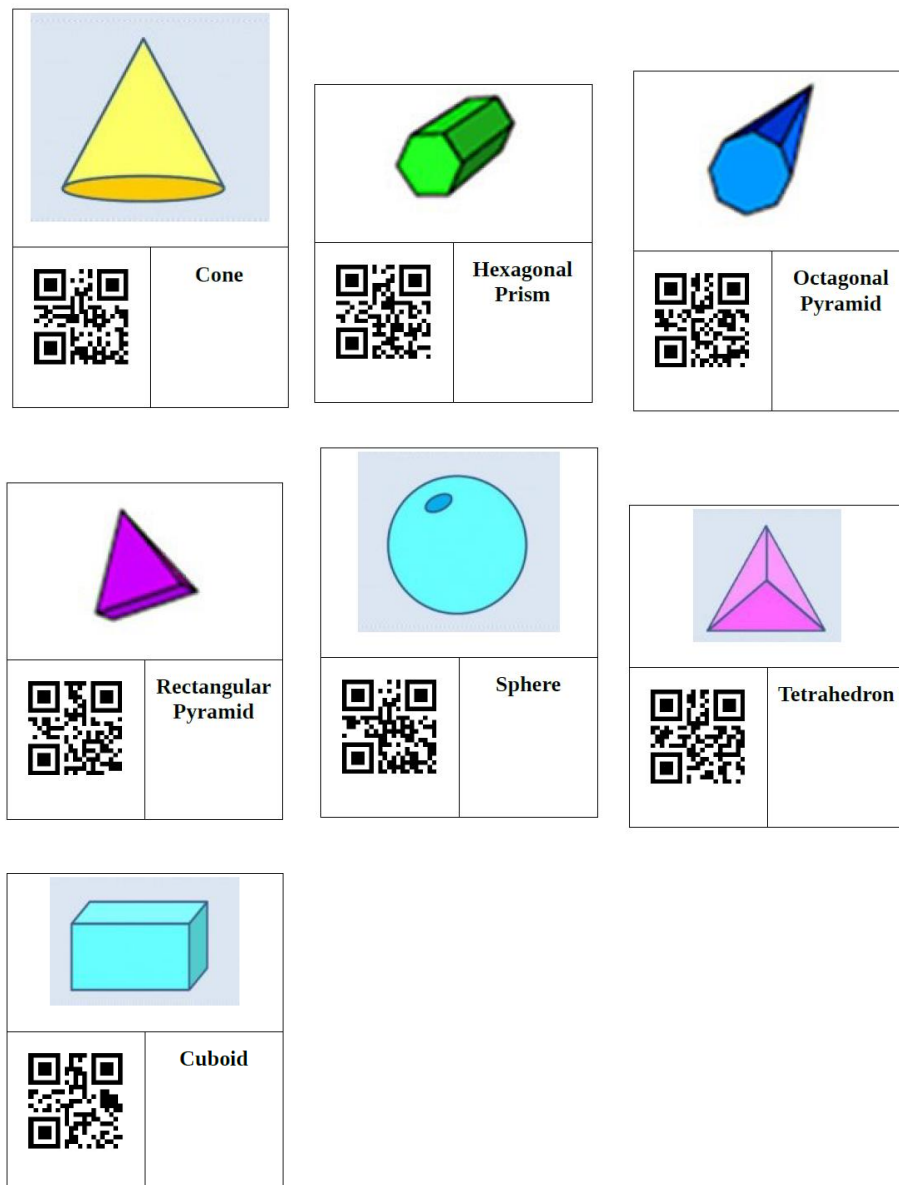 Cone
Hexagonal
Prism
Octagonal
Pyramid
Rectangular
Pyramid
Sphere
Tetrahedron
Cuboid